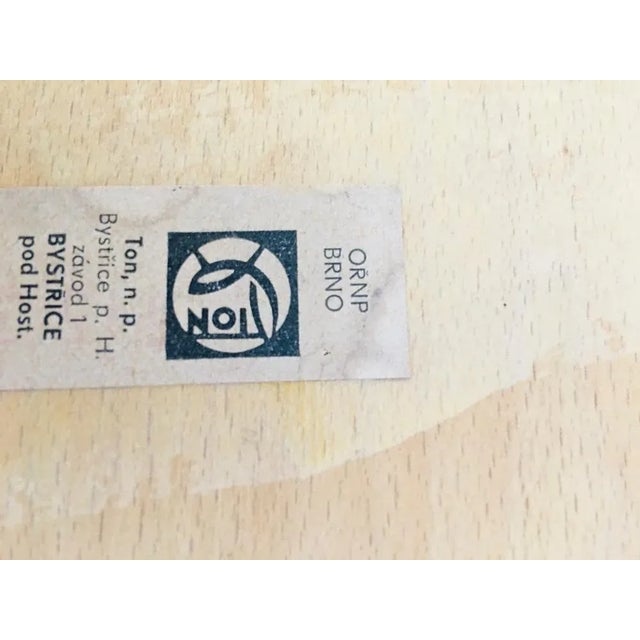 OŘNP
BRNO
TON
Ton, n. p.
Bystřice p. H.
závod 1
BYSTŘICE
pod Host.